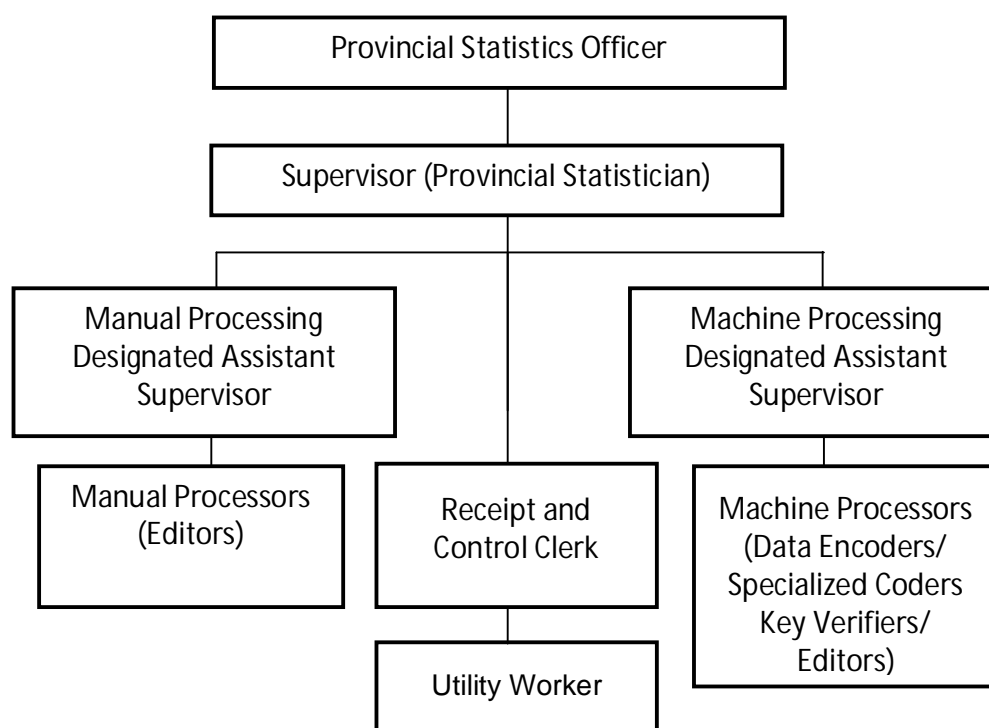 Provincial Statistics Officer
Supervisor (Provincial Statistician)
Manual Processing
Designated Assistant
Supervisor
Machine Processing
Designated Assistant
Supervisor
Manual Processors
(Editors)
Receipt and
Control Clerk
Machine Processors
(Data Encoders/
Specialized Coders
Key Verifiers/
Editors)
Utility Worker